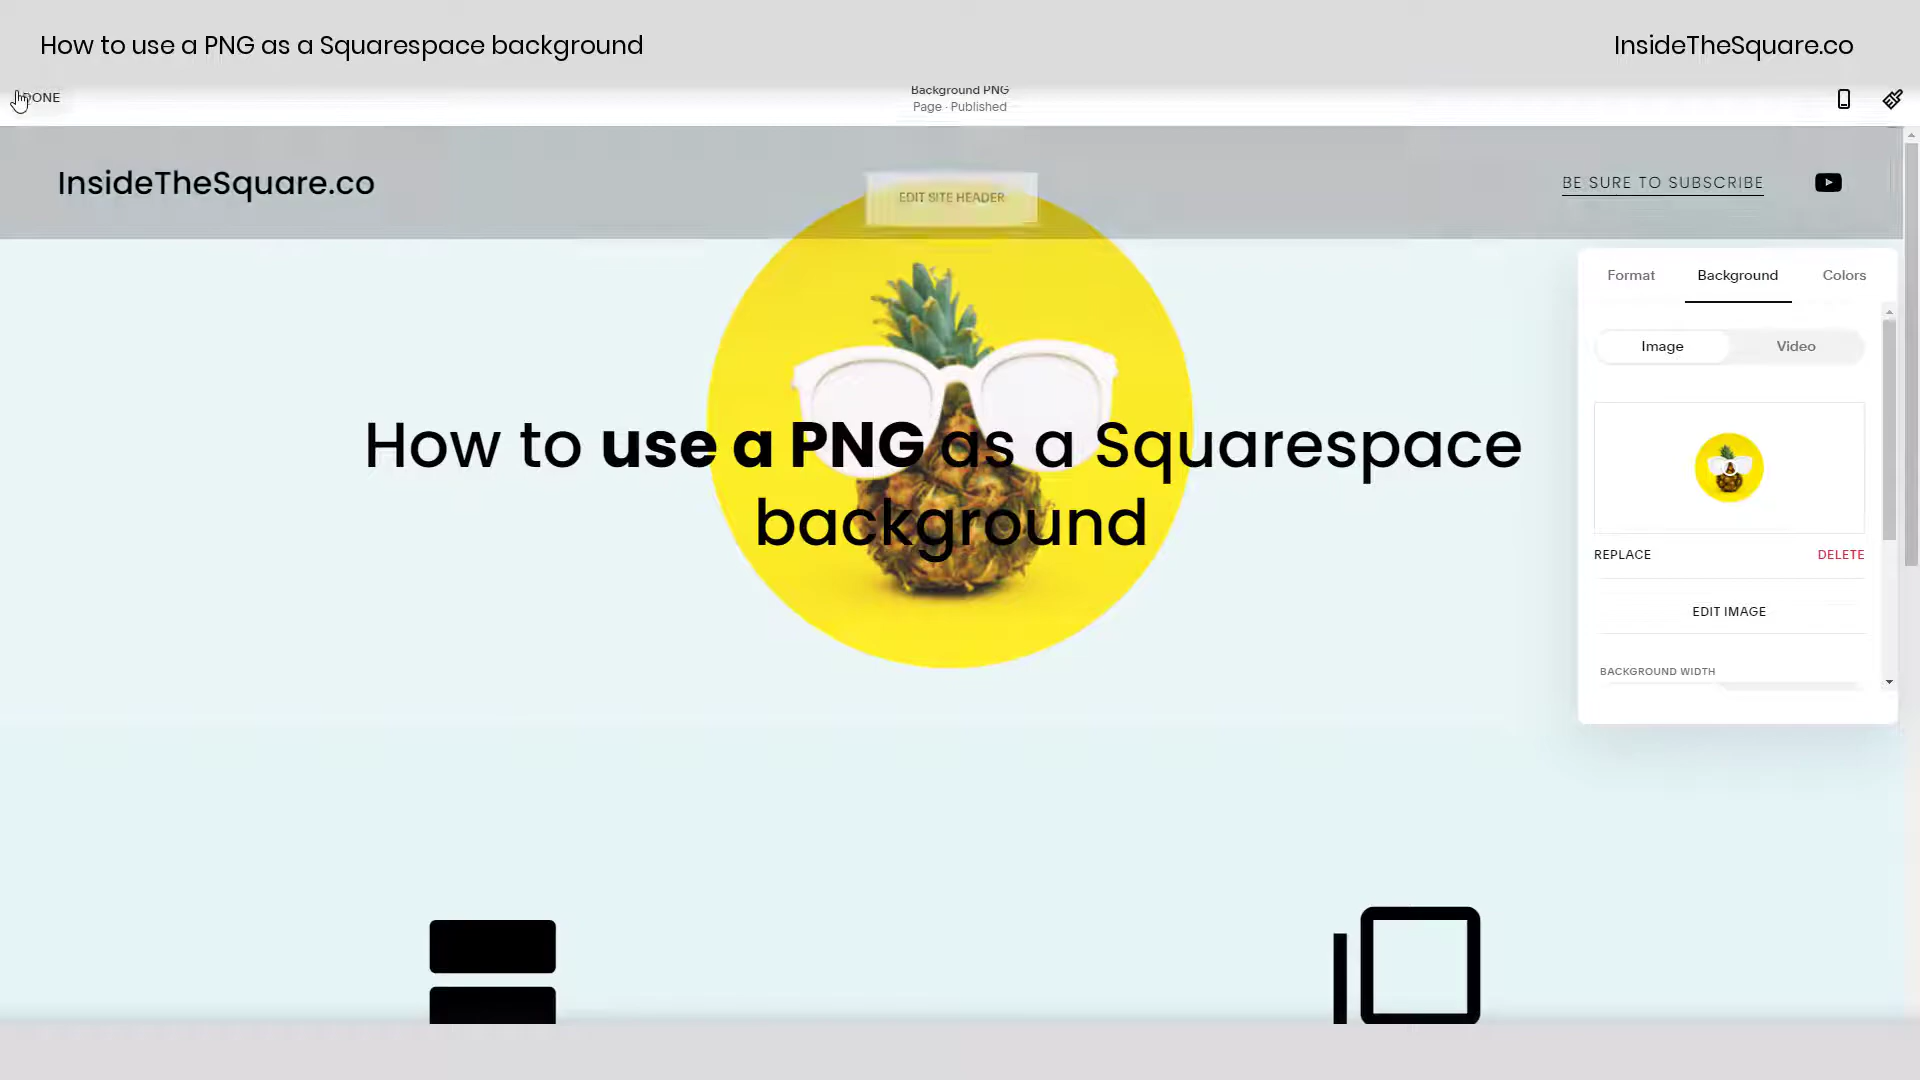 How to use a PNG as a Squarespace background
InsideTheSquare.co
DONE
Background PNG
Page · Published
InsideTheSquare.co
EDIT SITE HEADER
BE SURE TO SUBSCRIBE
Format
Background
Colors
Image
Video
How to use a PNG as a Squarespace
background
REPLACE
DELETE
EDIT IMAGE
BACKGROUND WIDTH